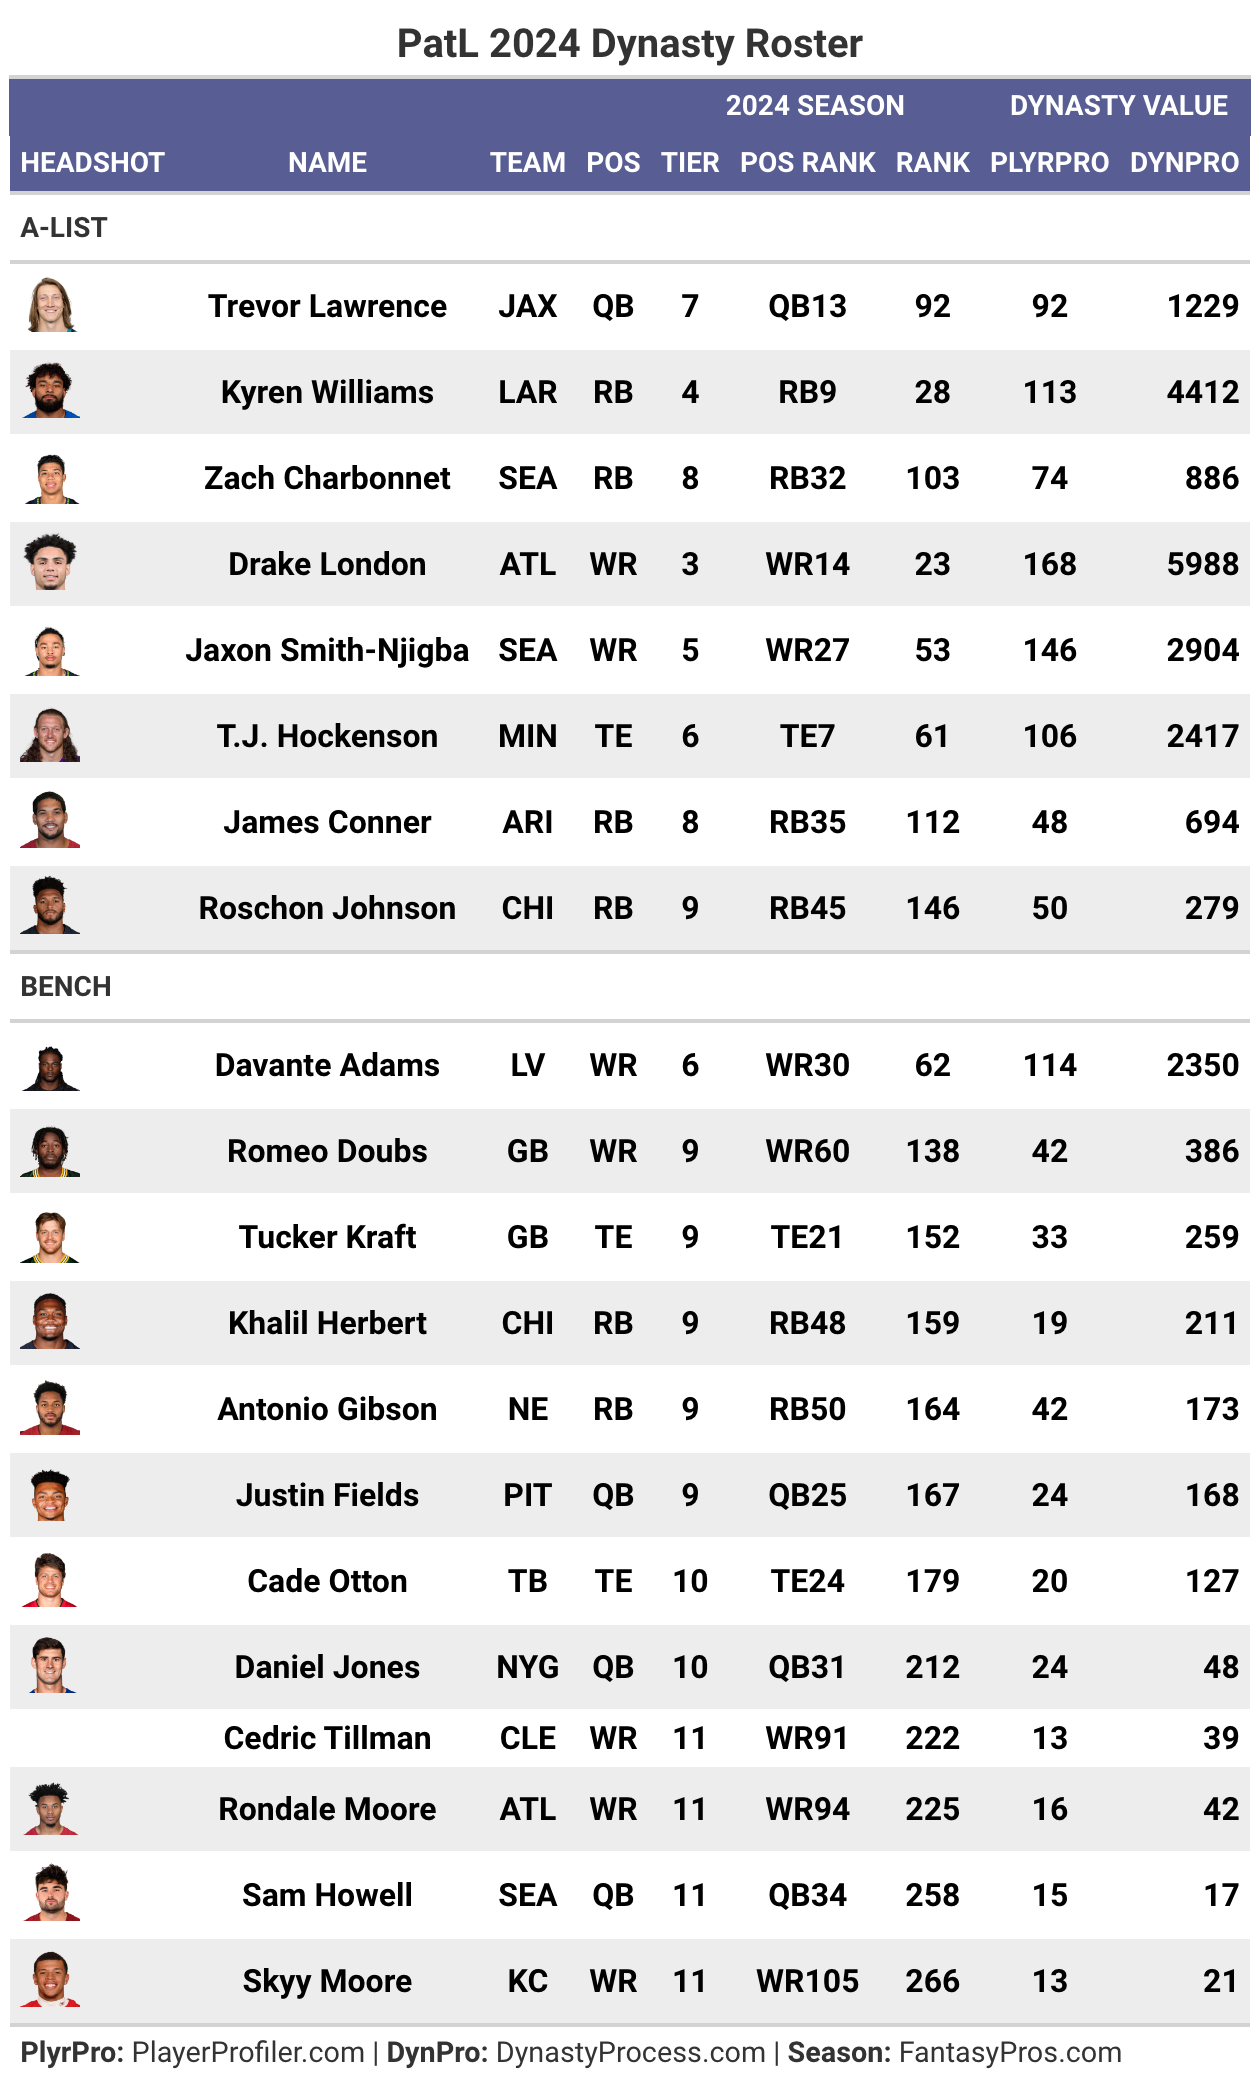 PatL 2024 Dynasty Roster
2024 SEASON DYNASTY VALUE
HEADSHOT NAME TEAM POS TIER POS RANK RANK PLYRPRO DYNPRO
A-LIST
Trevor Lawrence JAX QB 7 QB13 92 92 1229
Kyren Williams LAR RB 4 RB9 28 113 4412
Zach Charbonnet SEA RB 8 RB32 103 74 886
Drake London ATL WR 3 WR14 23 168 5988
Jaxon Smith-Njigba SEA WR 5 WR27 53 146 2904
T.J. Hockenson MIN TE 6 TE7 61 106 2417
James Conner ARI RB 8 RB35 112 48 694
Roschon Johnson CHI RB 9 RB45 146 50 279
BENCH
Davante Adams LV WR 6 WR30 62 114 2350
Romeo Doubs GB WR 9 WR60 138 42 386
Tucker Kraft GB TE 9 TE21 152 33 259
Khalil Herbert CHI RB 9 RB48 159 19 211
Antonio Gibson NE RB 9 RB50 164 42 173
Justin Fields PIT QB 9 QB25 167 24 168
Cade Otton TB TE 10 TE24 179 20 127
Daniel Jones NYG QB 10 QB31 212 24 48
Cedric Tillman CLE WR 11 WR91 222 13 39
Rondale Moore ATL WR 11 WR94 225 16 42
Sam Howell SEA QB 11 QB34 258 15 17
Skyy Moore KC WR 11 WR105 266 13 21
PlyrPro: PlayerProfiler.com | DynPro: DynastyProcess.com | Season: FantasyPros.com